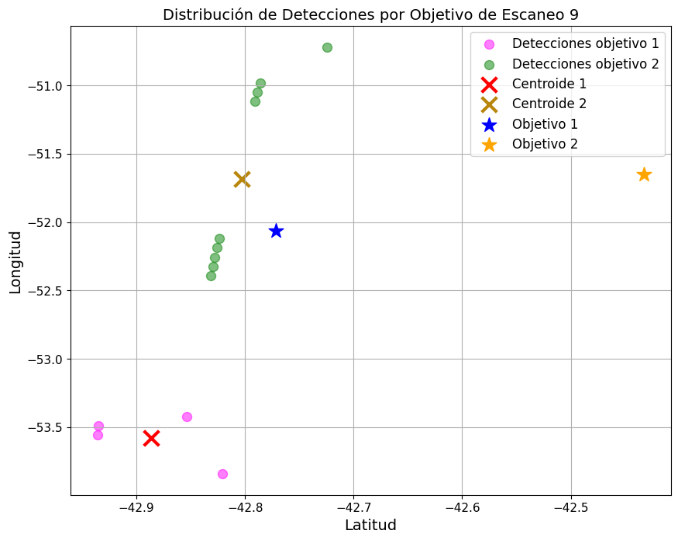 Distribución de Detecciones por Objetivo de Escaneo 9
Detecciones objetivo 1
Detecciones objetivo 2
Centroide 1
Centroide 2
Objetivo 1
Objetivo 2
−51.0
−51.5
−52.0
−52.5
−53.0
−53.5
Longitud
−42.9
−42.8
−42.7
−42.6
−42.5
Latitud